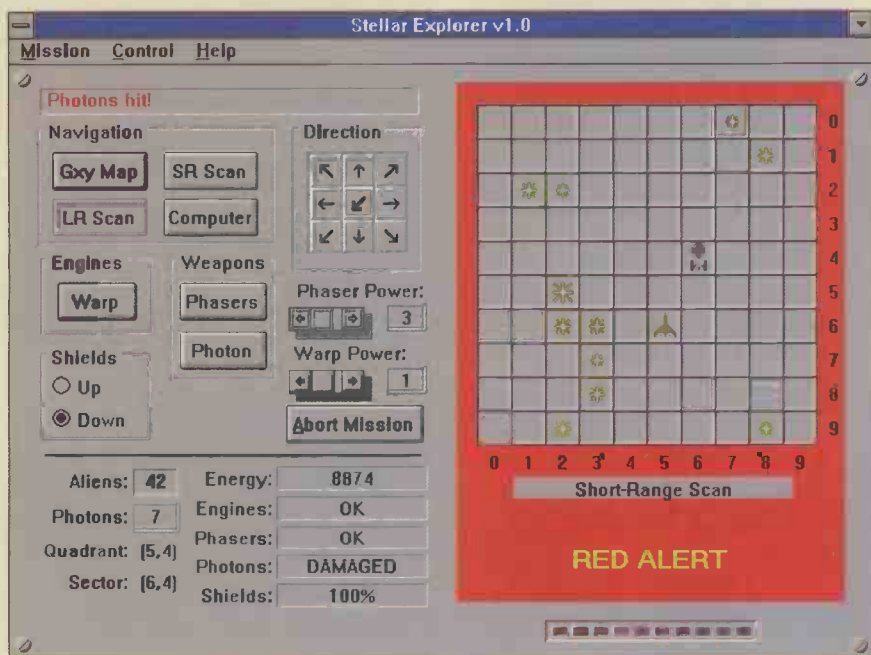 Stellar Explorer v1.0
Mission Control Help
Photons hit!
Navigation
Gxy Map SR Scan
LR Scan Computer
Direction
Engines
Warp
Weapons
Phasers
Photon
Shields
Up
Down
Phaser Power:
3
Warp Power:
1
Abort Mission
Aliens: 42
Photons: 7
Quadrant: (5,4)
Sector: (6,4)
Energy: 8874
Engines: OK
Phasers: OK
Photons: DAMAGED
Shields: 100%
0
1
2
3
4
5
6
7
8
9
0 1 2 3 4 5 6 7 8 9
Short-Range Scan
RED ALERT